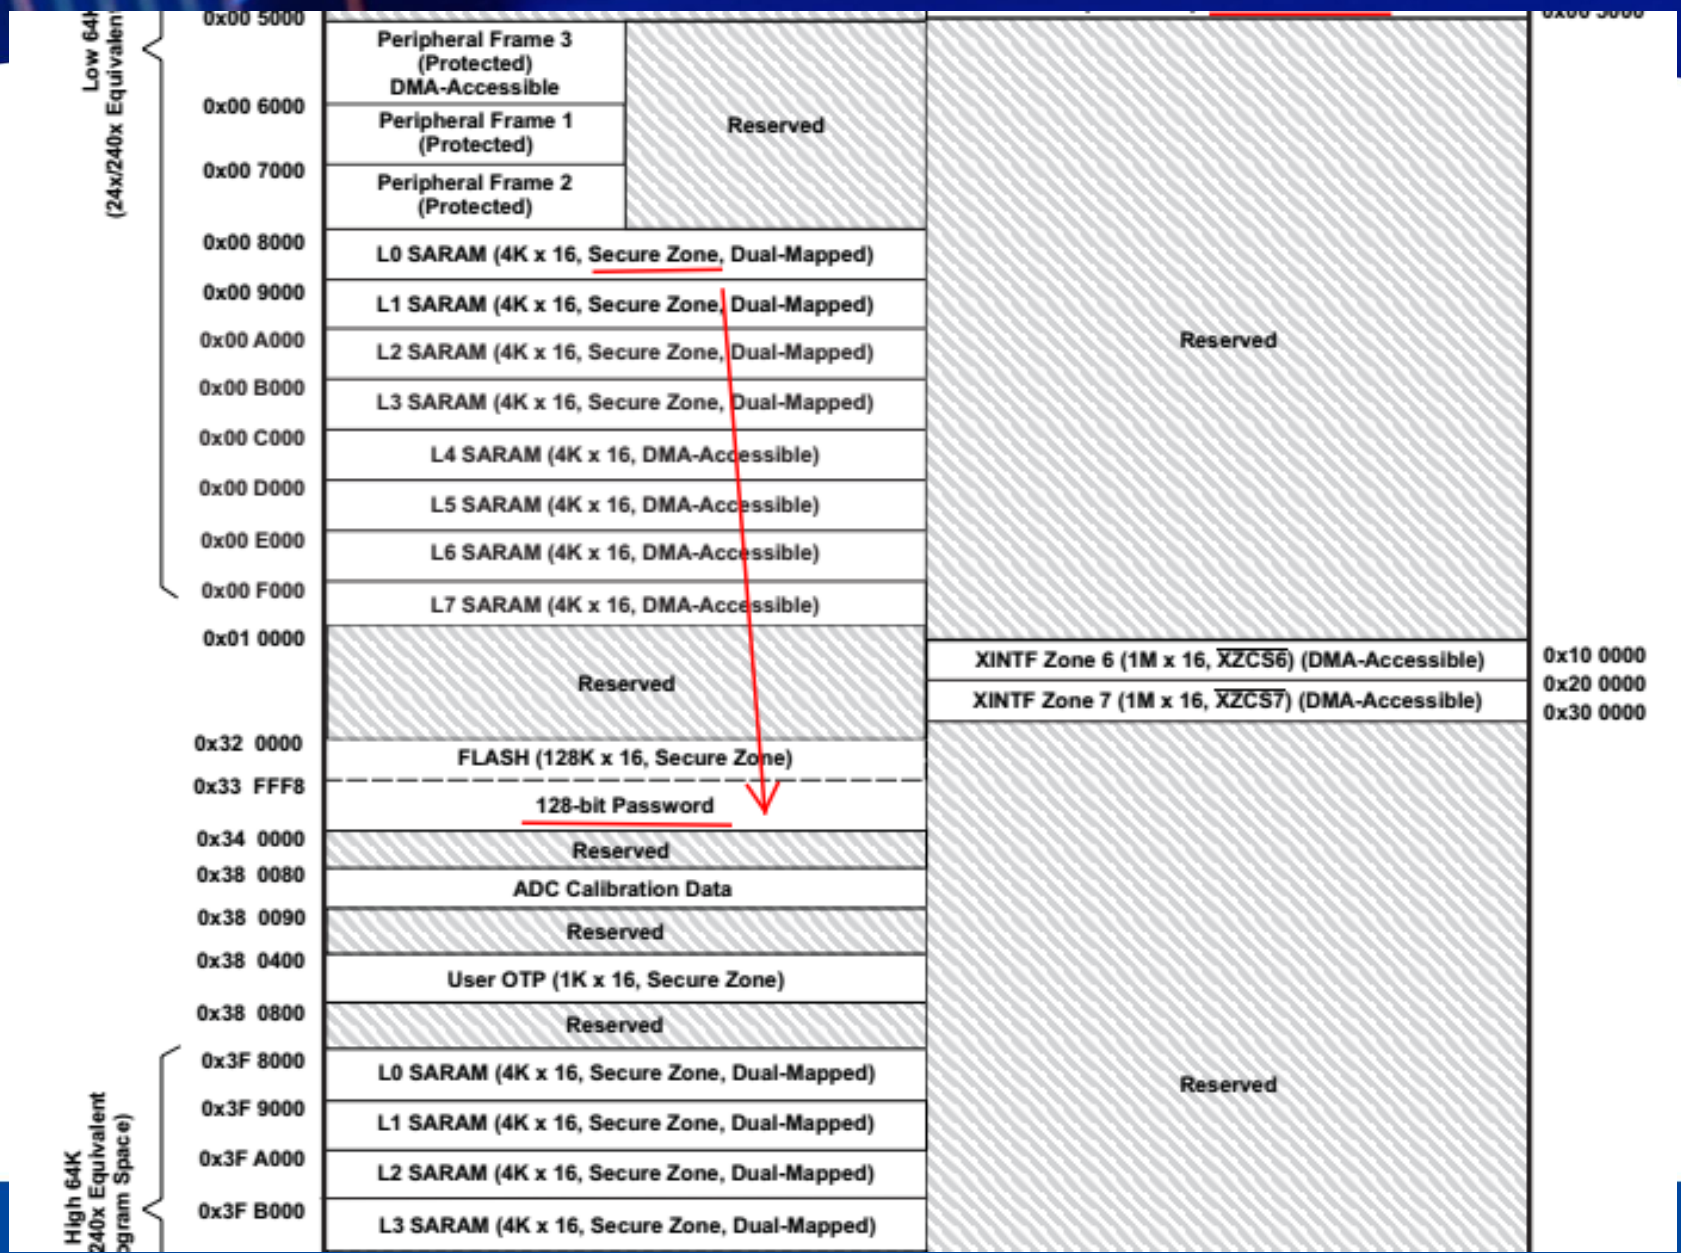 0x00 5000
Peripheral Frame 3
(Protected)
DMA-Accessible
0x00 6000
Peripheral Frame 1
(Protected)
Reserved
0x00 7000
Peripheral Frame 2
(Protected)
0x00 8000
L0 SARAM (4K x 16, Secure Zone, Dual-Mapped)
0x00 9000
L1 SARAM (4K x 16, Secure Zone, Dual-Mapped)
0x00 A000
L2 SARAM (4K x 16, Secure Zone, Dual-Mapped)
0x00 B000
L3 SARAM (4K x 16, Secure Zone, Dual-Mapped)
0x00 C000
L4 SARAM (4K x 16, DMA-Accessible)
0x00 D000
L5 SARAM (4K x 16, DMA-Accessible)
0x00 E000
L6 SARAM (4K x 16, DMA-Accessible)
0x00 F000
L7 SARAM (4K x 16, DMA-Accessible)
0x01 0000
Reserved
0x32 0000
FLASH (128K x 16, Secure Zone)
0x33 FFF8
128-bit Password
0x34 0000
Reserved
0x38 0080
ADC Calibration Data
0x38 0090
Reserved
0x38 0400
User OTP (1K x 16, Secure Zone)
0x38 0800
Reserved
0x3F 8000
L0 SARAM (4K x 16, Secure Zone, Dual-Mapped)
0x3F 9000
L1 SARAM (4K x 16, Secure Zone, Dual-Mapped)
0x3F A000
L2 SARAM (4K x 16, Secure Zone, Dual-Mapped)
0x3F B000
L3 SARAM (4K x 16, Secure Zone, Dual-Mapped)
Low 64K
(24x/240x Equivalent
High 64K
240x Equivalent
ogram Space)
Reserved
XINTF Zone 6 (1M x 16, XZCS6) (DMA-Accessible)
0x10 0000
0x20 0000
XINTF Zone 7 (1M x 16, XZCS7) (DMA-Accessible)
0x30 0000
Reserved